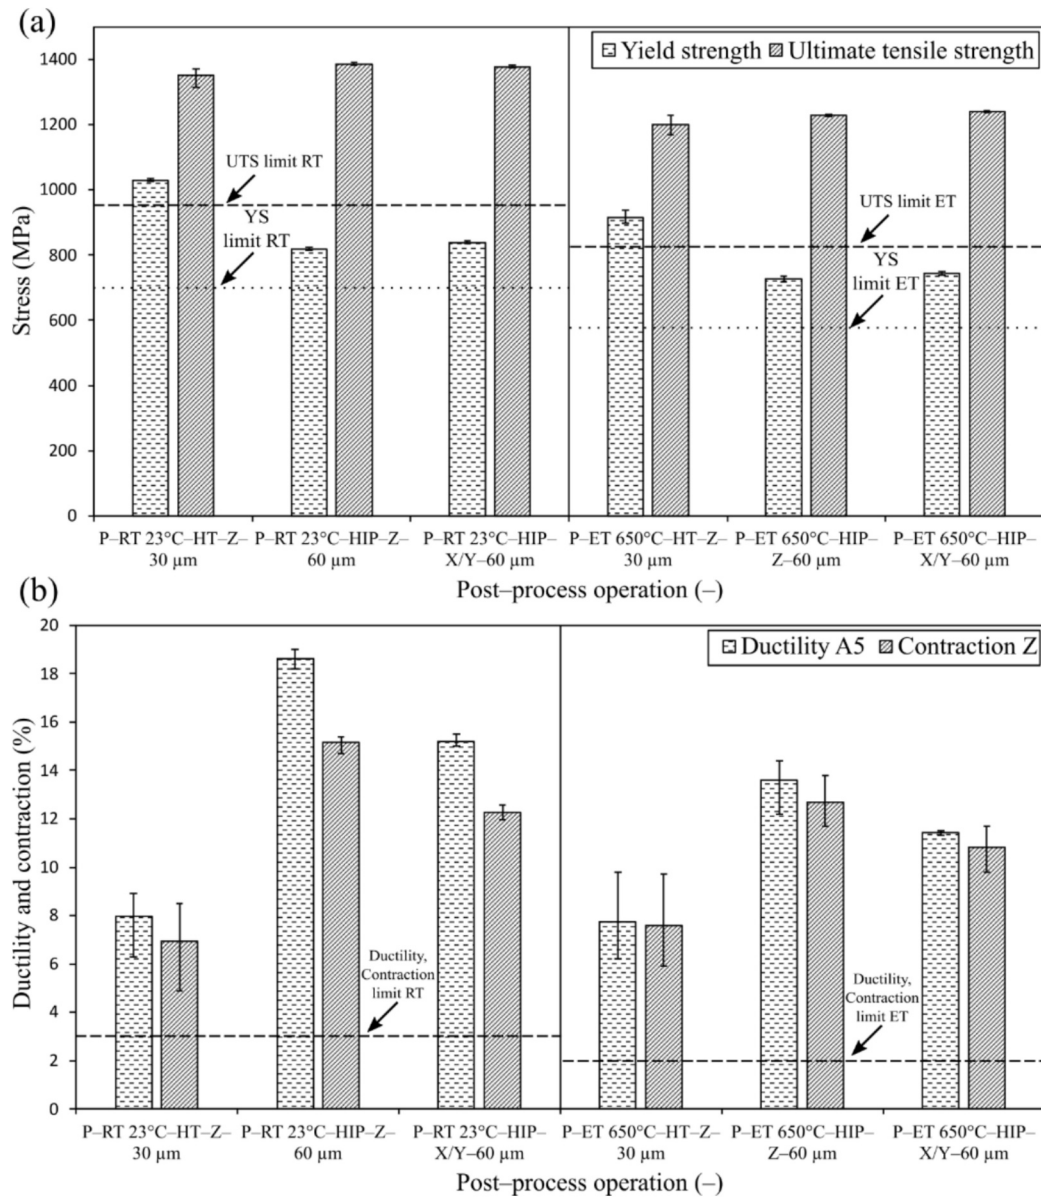 (a)
Yield strength
Ultimate tensile strength
1400
1200
1000
800
600
400
200
0
Stress (MPa)
UTS limit RT
YS
limit RT
UTS limit ET
YS
limit ET
P–RT 23°C–HT–Z–
30 µm
P–RT 23°C–HIP–Z–
60 µm
P–RT 23°C–HIP–
X/Y–60 µm
P–ET 650°C–HT–Z–
30 µm
P–ET 650°C–HIP–
Z–60 µm
P–ET 650°C–HIP–
X/Y–60 µm
Post–process operation (–)
(b)
Ductility A5
Contraction Z
20
18
16
14
12
10
8
6
4
2
0
Ductility and contraction (%)
Ductility,
Contraction
limit RT
Ductility,
Contraction
limit ET
P–RT 23°C–HT–Z–
30 µm
P–RT 23°C–HIP–Z–
60 µm
P–RT 23°C–HIP–
X/Y–60 µm
P–ET 650°C–HT–Z–
30 µm
P–ET 650°C–HIP–
Z–60 µm
P–ET 650°C–HIP–
X/Y–60 µm
Post–process operation (–)